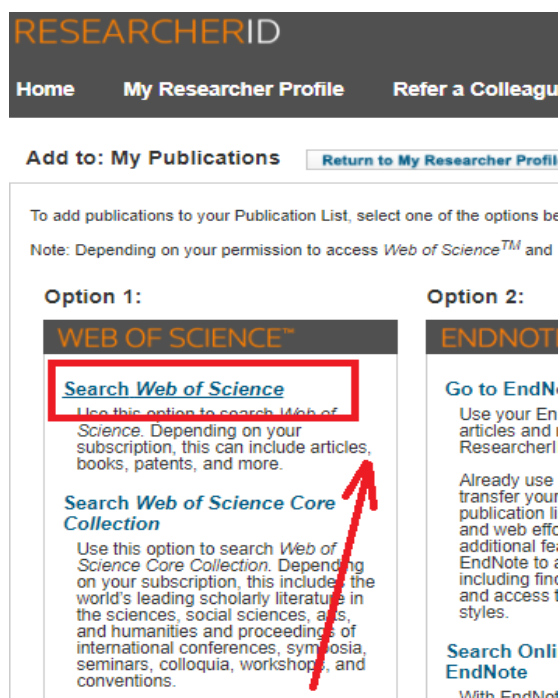 RESEARCHERID
Home My Researcher Profile Refer a Colleagu
Add to: My Publications Return to My Researcher Profil
To add publications to your Publication List, select one of the options be
Note: Depending on your permission to access Web of Science™ and
Option 1:
WEB OF SCIENCE™
Search Web of Science
Use this option to search Web of
Science. Depending on your
subscription, this can include articles,
books, patents, and more.
Search Web of Science Core
Collection
Use this option to search Web of
Science Core Collection. Depending
on your subscription, this includes the
world's leading scholarly literature in
the sciences, social sciences, arts,
and humanities and proceedings of
international conferences, symposia,
seminars, colloquia, workshops, and
conventions.
Option 2:
ENDNOTE
Go to EndNo
Use your En
articles and
ResearcherI
Already use
transfer your
publication li
and web effo
additional fea
EndNote to a
including find
and access t
styles.
Search Onli
EndNote
With EndNot